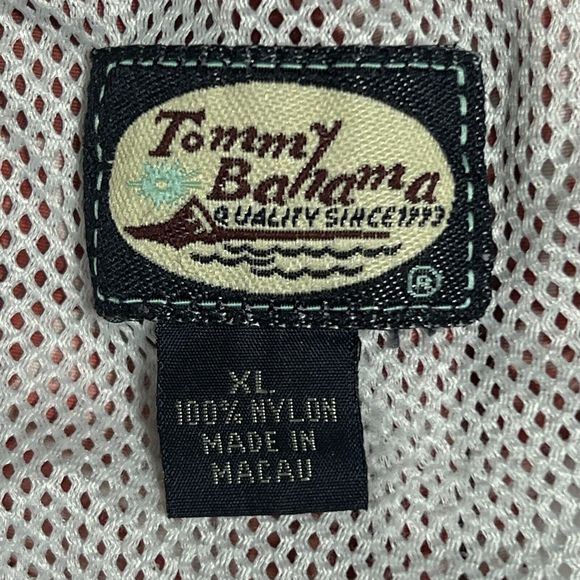 Tommy
Bahama
QUALITY SINCE 1993
®
XL
100% NYLON
MADE IN
MACAU